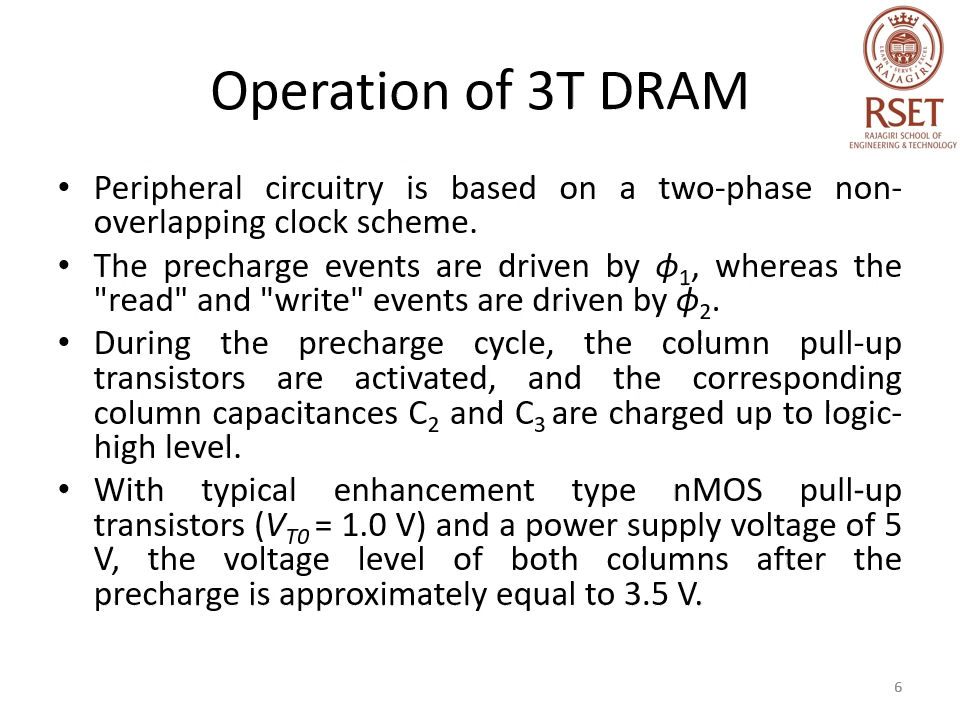 Operation of 3T DRAM
LEARN · SERVE · EXCEL
RAJAGIRI
RSET
RAJAGIRI SCHOOL OF
ENGINEERING & TECHNOLOGY
• Peripheral circuitry is based on a two-phase non-
overlapping clock scheme.
• The precharge events are driven by ϕ₁, whereas the
"read" and "write" events are driven by ϕ₂.
• During the precharge cycle, the column pull-up
transistors are activated, and the corresponding
column capacitances C₂ and C₃ are charged up to logic-
high level.
• With typical enhancement type nMOS pull-up
transistors (V_T0 = 1.0 V) and a power supply voltage of 5
V, the voltage level of both columns after the
precharge is approximately equal to 3.5 V.
6